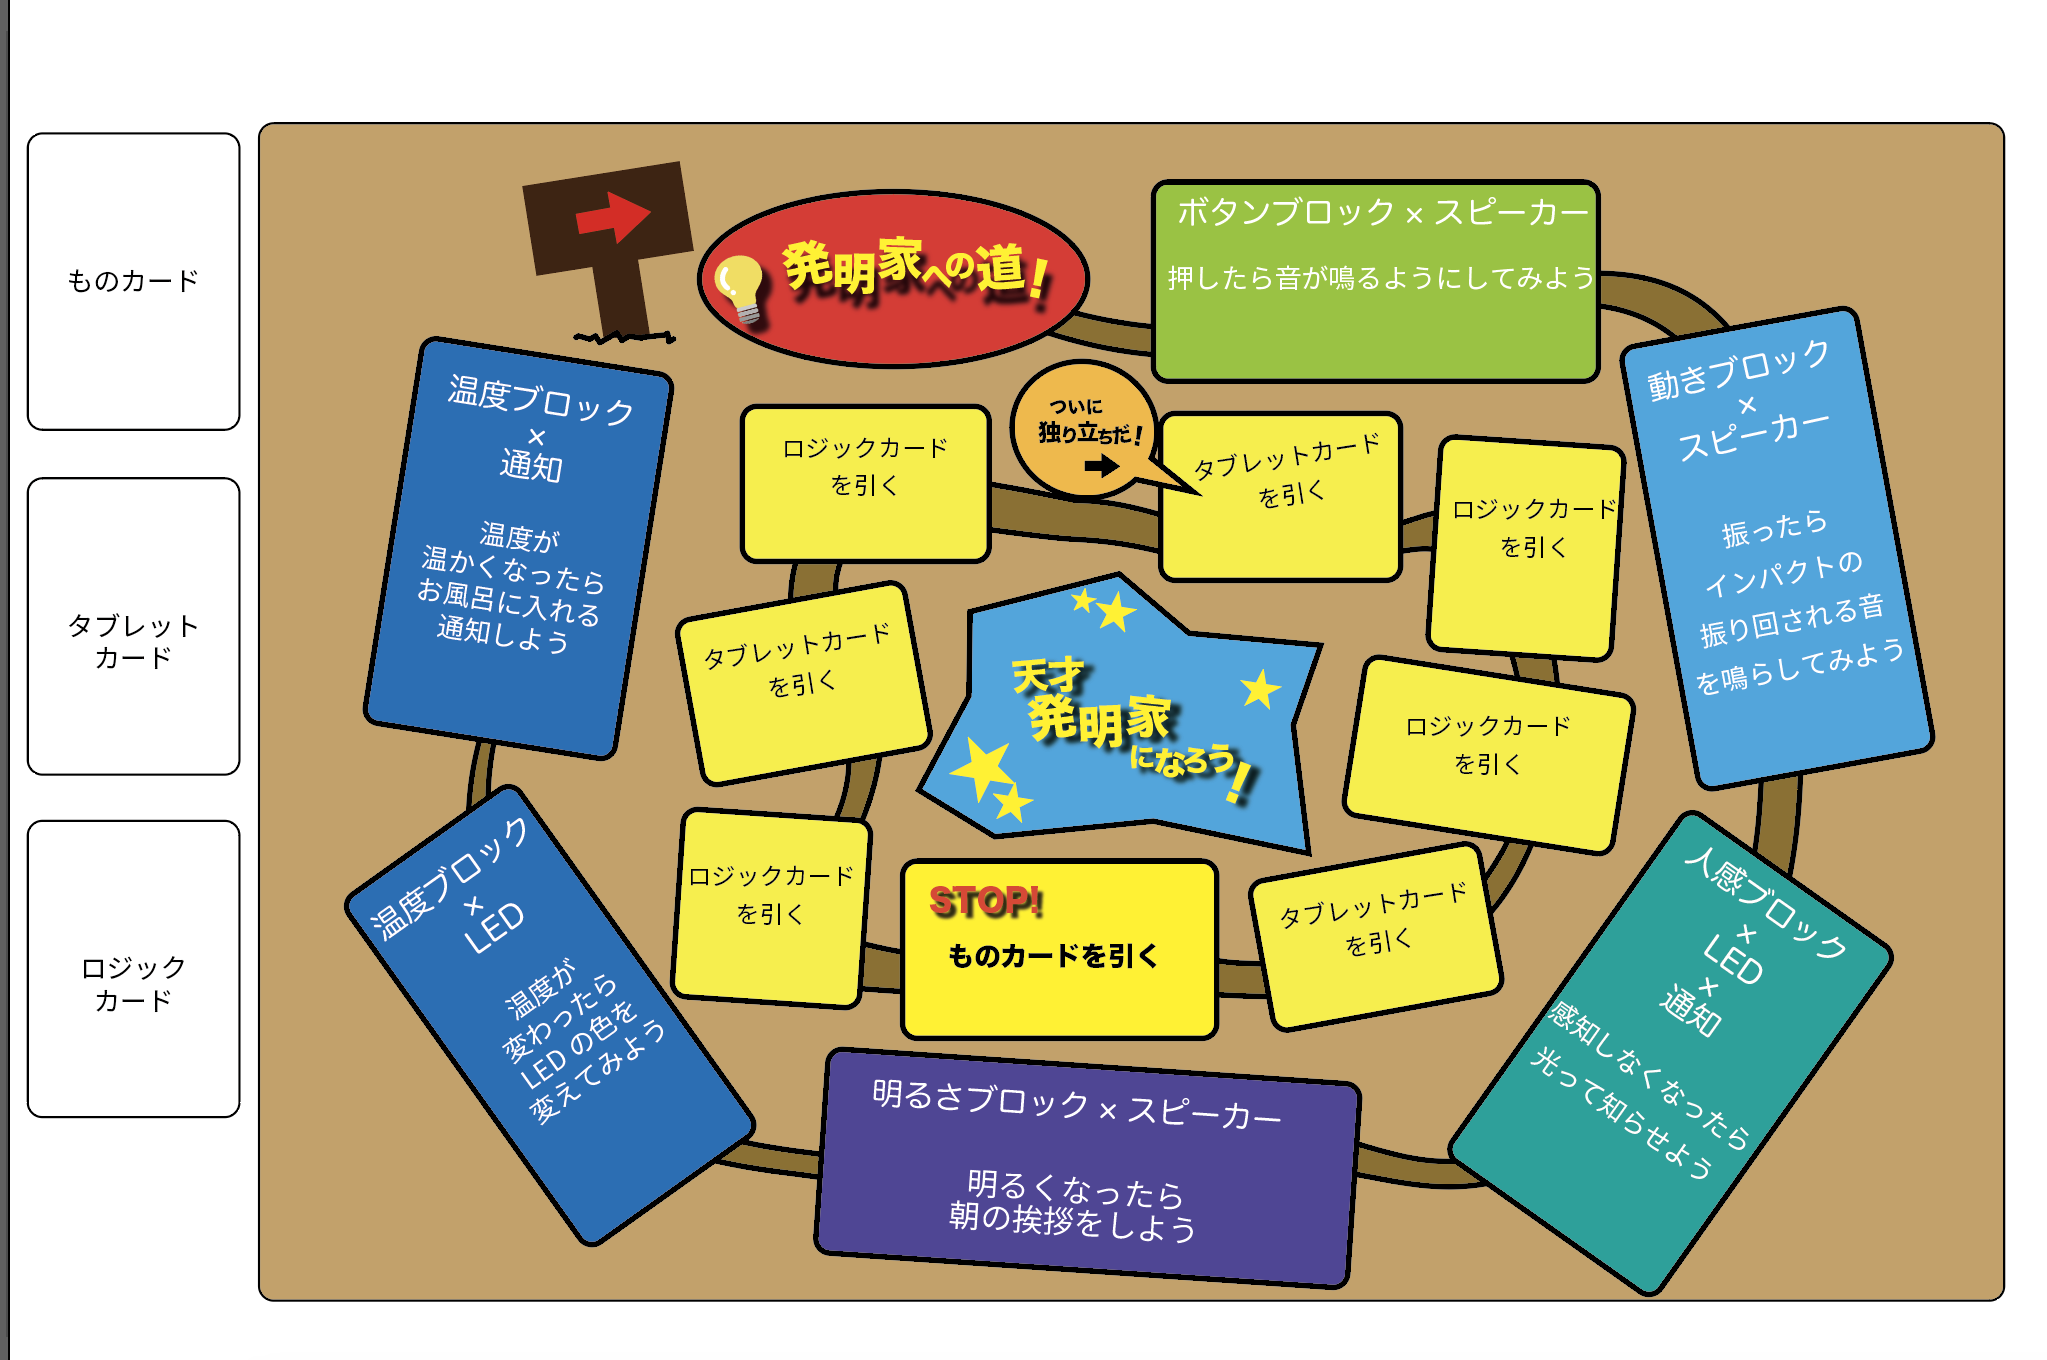 ものカード
タブレット
カード
ロジック
カード
発明家への道！
ボタンブロック × スピーカー
押したら音が鳴るようにしてみよう
動きブロック
×
スピーカー
振ったら
インパクトの
振り回される音
を鳴らしてみよう
人感ブロック
×
LED
×
通知
感知しなくなったら
光って知らせよう
明るさブロック × スピーカー
明るくなったら
朝の挨拶をしよう
温度ブロック
×
LED
温度が
変わったら
LED の色を
変えてみよう
温度ブロック
×
通知
温度が
温かくなったら
お風呂に入れる
通知しよう
ロジックカード
を引く
ついに
独り立ちだ！
タブレットカード
を引く
ロジックカード
を引く
ロジックカード
を引く
タブレットカード
を引く
STOP!
ものカードを引く
ロジックカード
を引く
タブレットカード
を引く
天才
発明家
になろう！